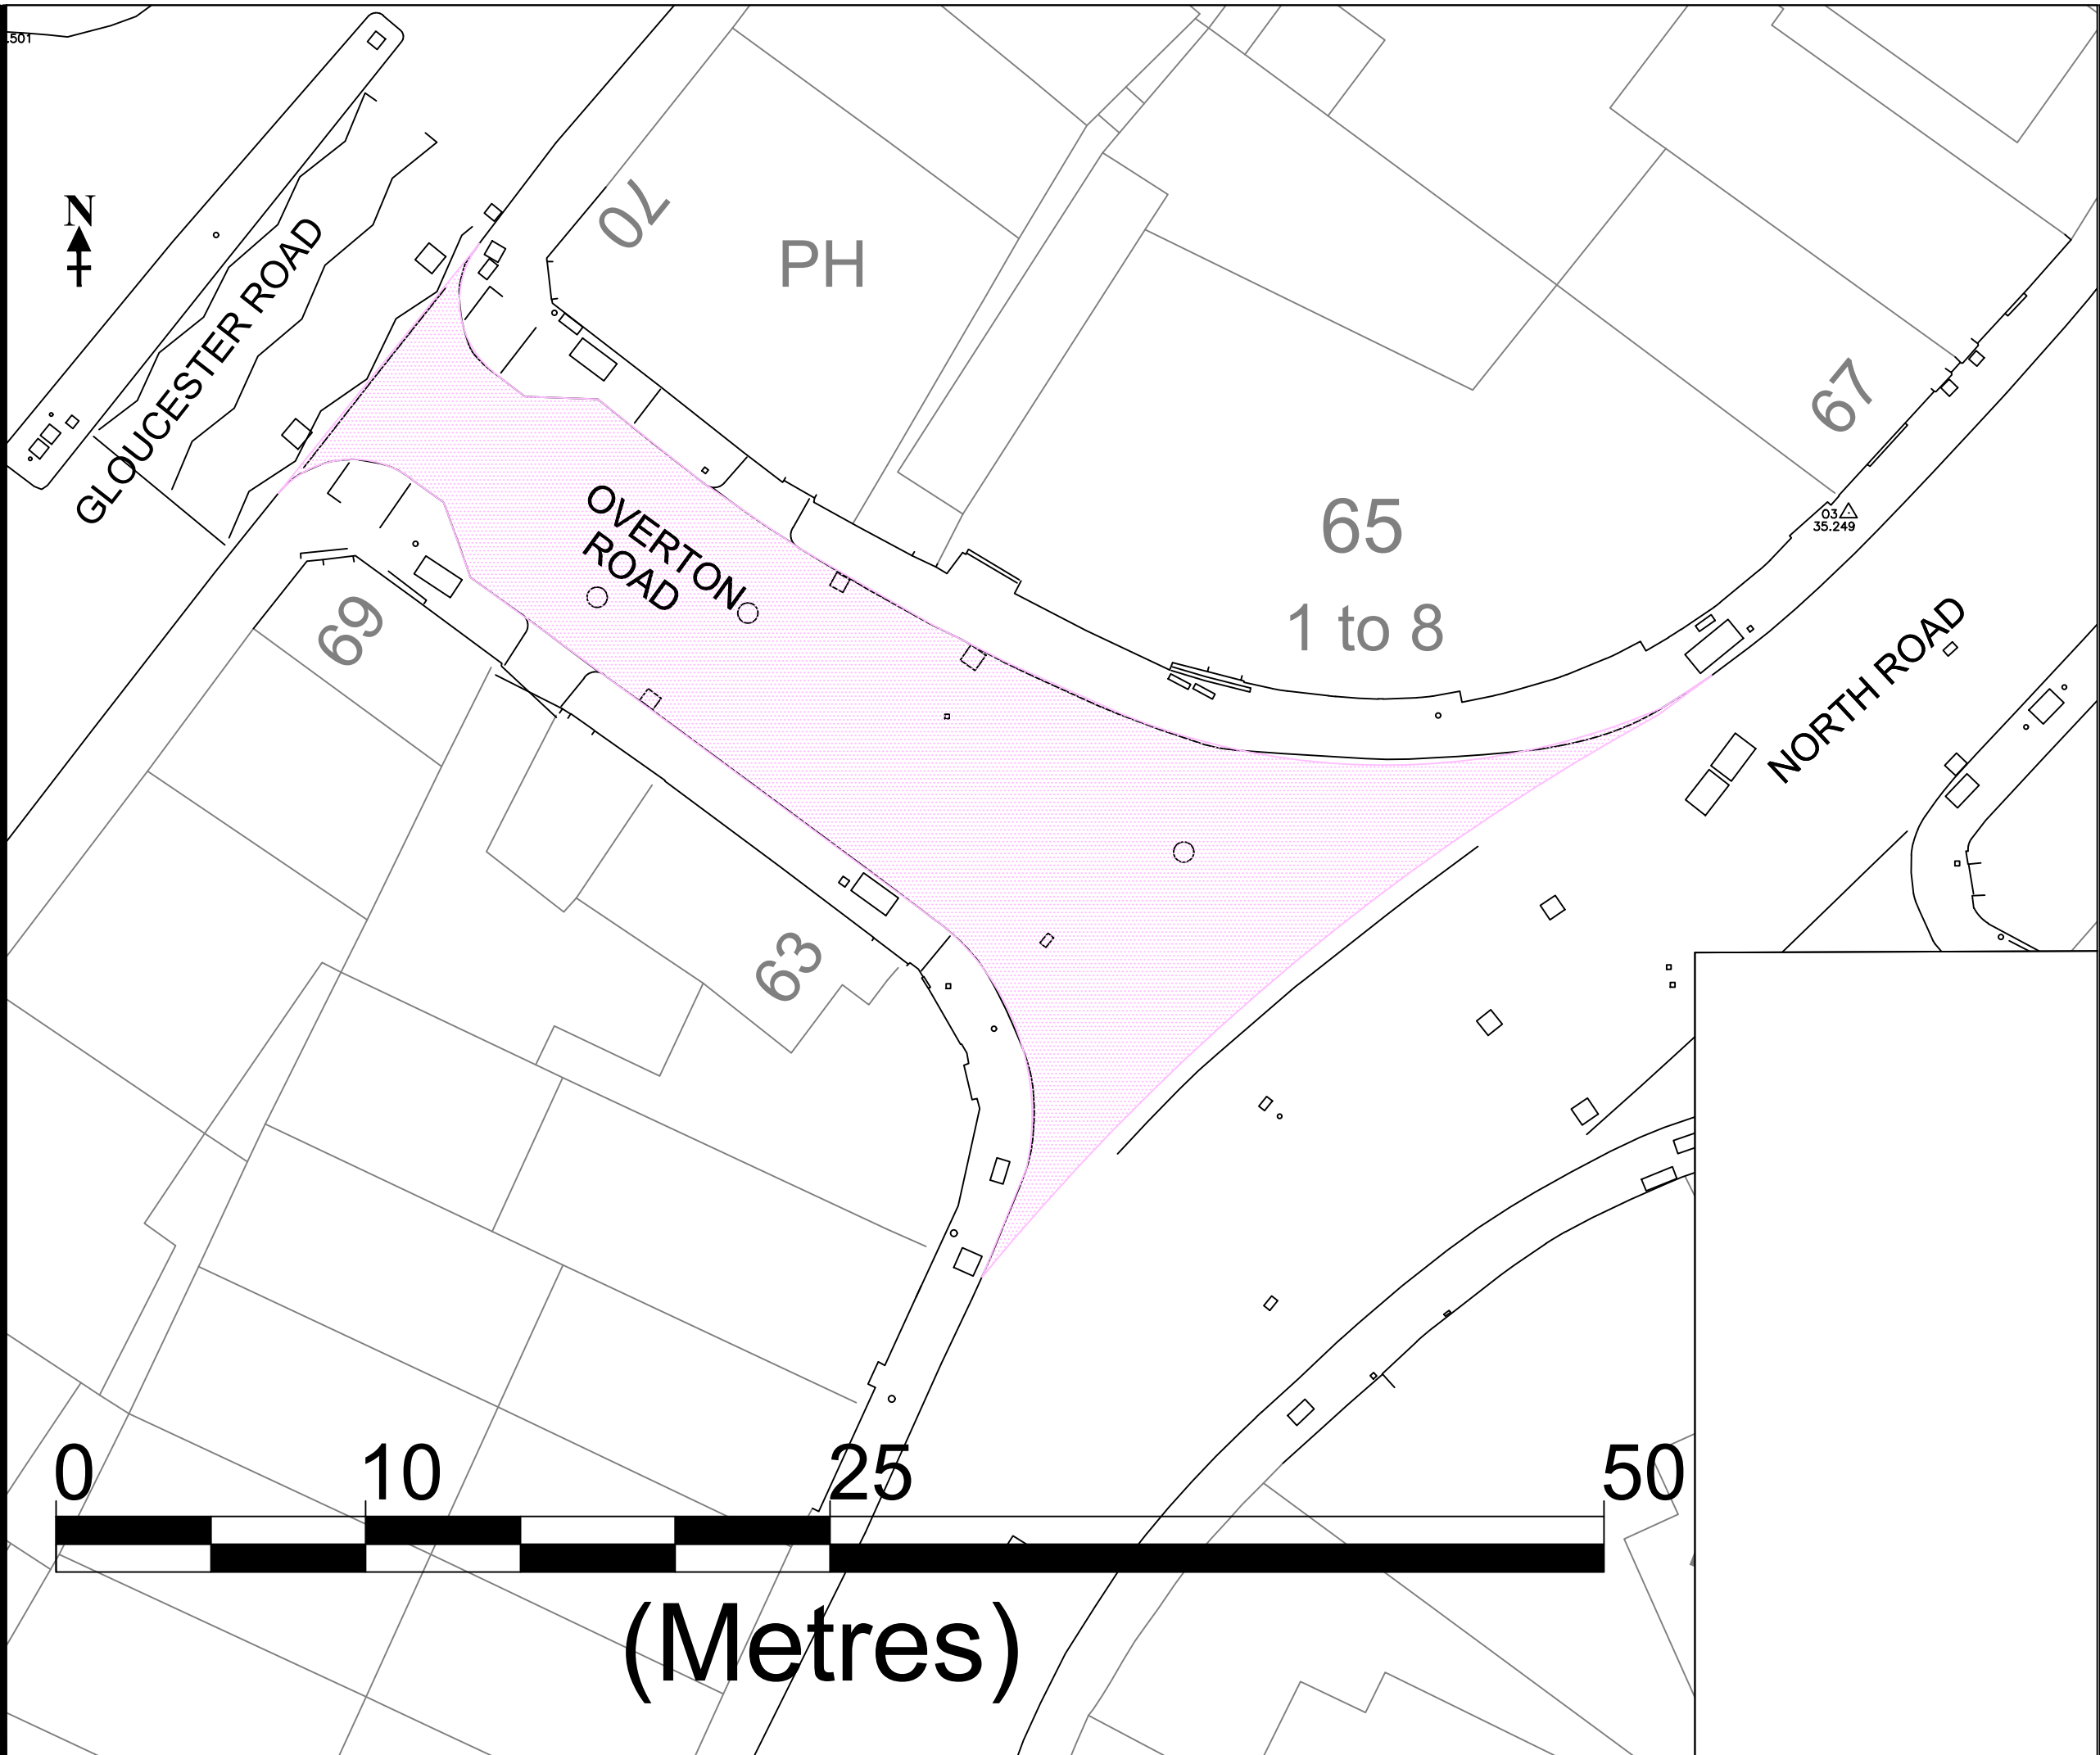 .501
N
GLOUCESTER ROAD
70
PH
67
65
1 to 8
03
35.249
OVERTON
ROAD
69
NORTH ROAD
63
0 10 25 50
(Metres)